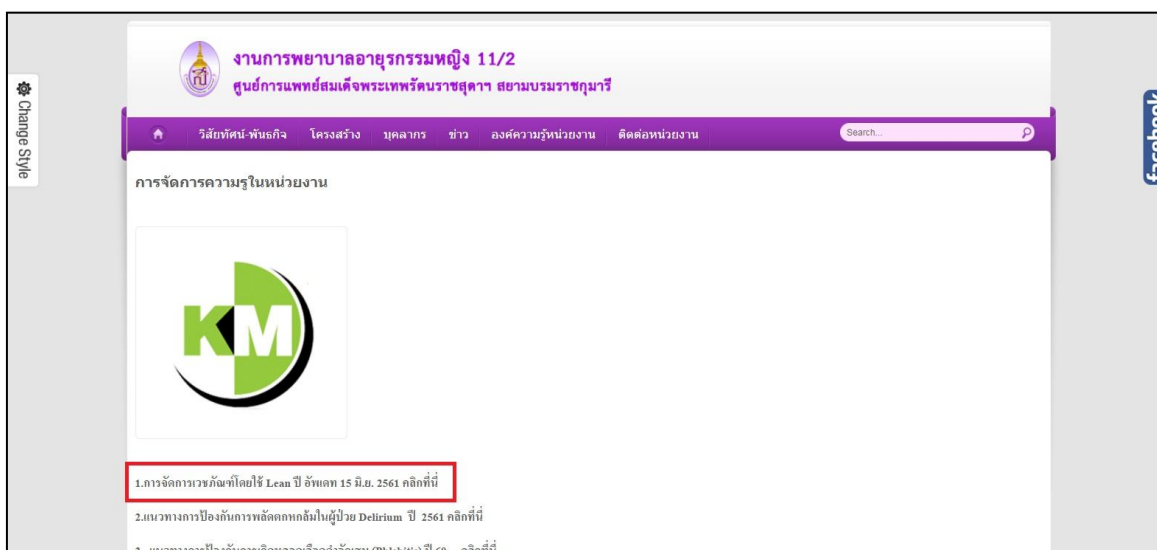 งานการพยาบาลอายุรกรรมหญิง 11/2
ศูนย์การแพทย์สมเด็จพระเทพรัตนราชสุดาฯ สยามบรมราชกุมารี
Change Style
facebook
วิสัยทัศน์-พันธกิจ โครงสร้าง บุคลากร ข่าว องค์ความรู้หน่วยงาน ติดต่อหน่วยงาน Search...
การจัดการความรู้ในหน่วยงาน
KM
1.การจัดการเวชภัณฑ์โดยใช้ Lean ปี อัพเดท 15 มิ.ย. 2561 คลิกที่นี่
2.แนวทางการป้องกันการพลัดตกหกล้มในผู้ป่วย Delirium ปี 2561 คลิกที่นี่